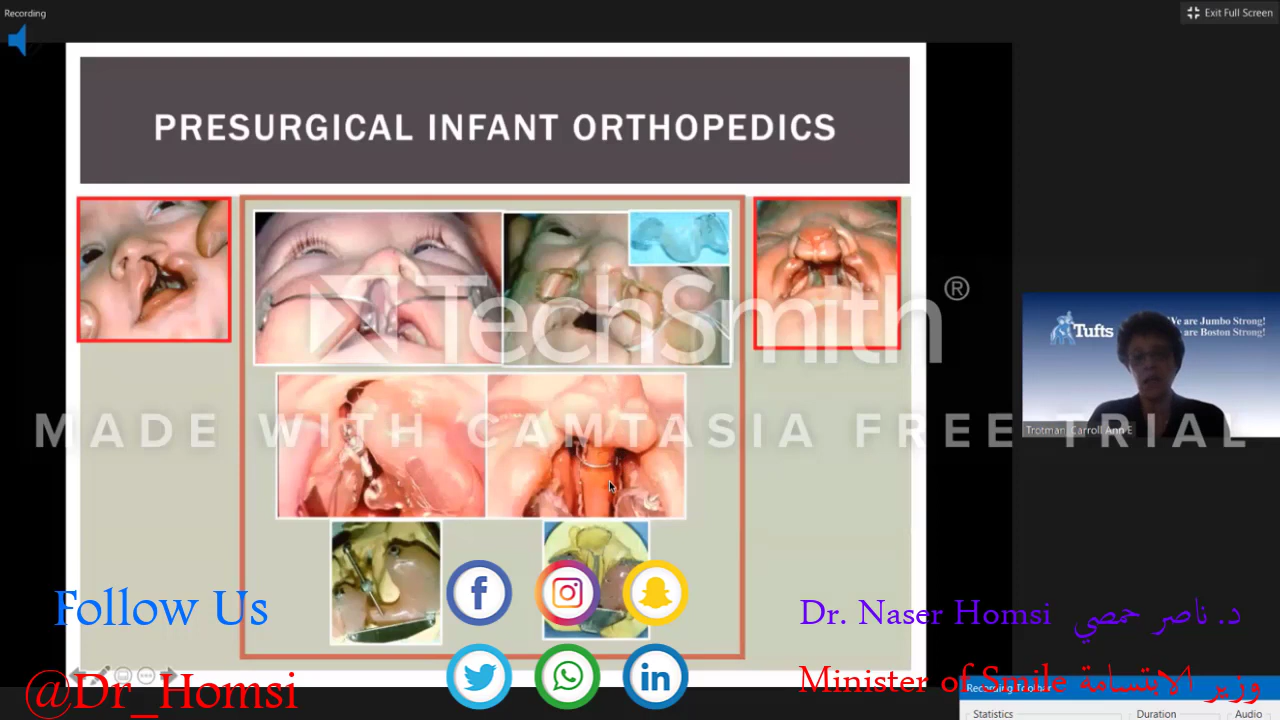 Recording
Exit Full Screen
PRESURGICAL INFANT ORTHOPEDICS
TechSmith®
Tufts
We are Jumbo Strong!
are Boston Strong!
Trotman, Carroll Ann E
MADE WITH CAMTASIA FREE TRIAL
Follow Us
Dr. Naser Homsi د. ناصر حمصي
@Dr_Homsi
Minister of Smile وزير الابتسامة
Recording Toolbar
Statistics
Duration
Audio